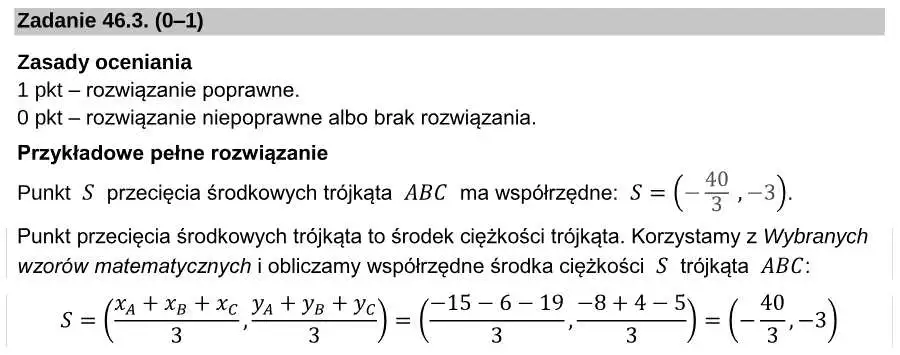 Zadanie 46.3. (0–1)
Zasady oceniania
1 pkt – rozwiązanie poprawne.
0 pkt – rozwiązanie niepoprawne albo brak rozwiązania.
Przykładowe pełne rozwiązanie
Punkt S przecięcia środkowych trójkąta ABC ma współrzędne: S = (−40/3 , −3).
Punkt przecięcia środkowych trójkąta to środek ciężkości trójkąta. Korzystamy z Wybranych
wzorów matematycznych i obliczamy współrzędne środka ciężkości S trójkąta ABC:
S = ((x_A + x_B + x_C)/3 , (y_A + y_B + y_C)/3) = ((−15 − 6 − 19)/3 , (−8 + 4 − 5)/3) = (−40/3 , −3)